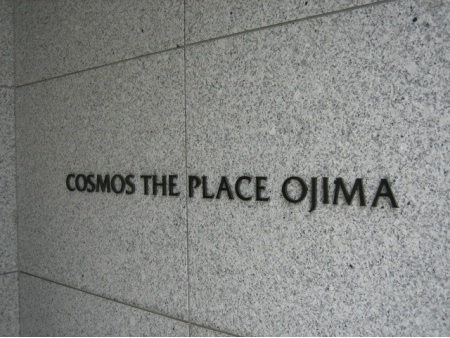 COSMOS THE PLACE OJIMA